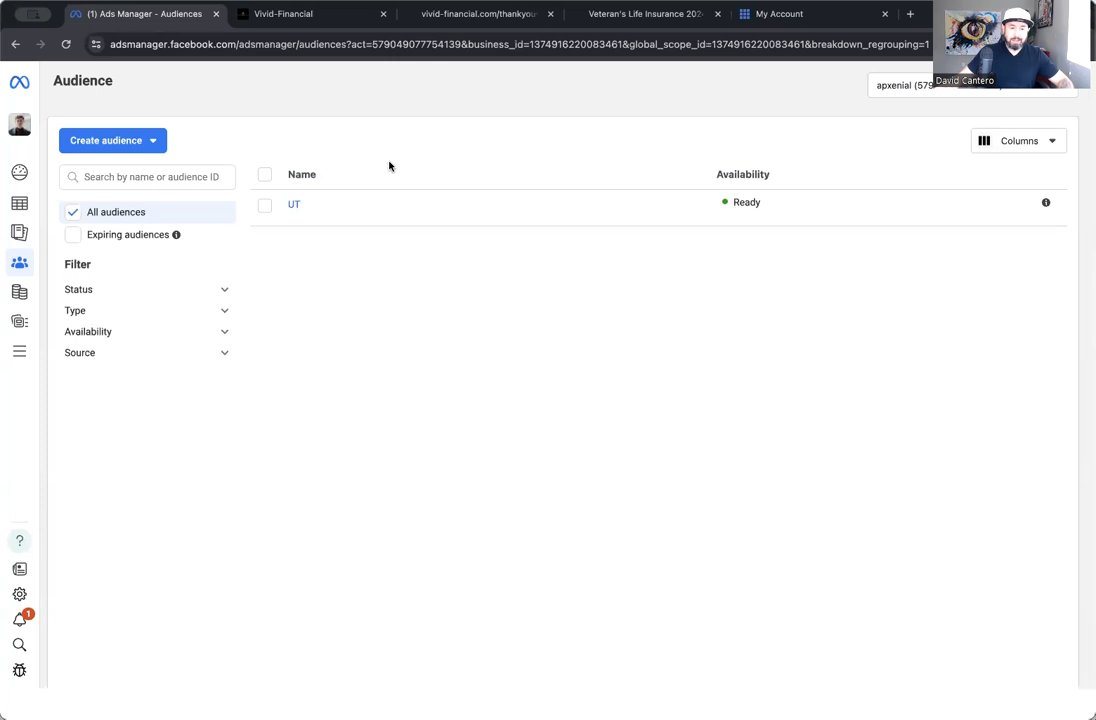 (1) Ads Manager - Audiences
Vivid-Financial
vivid-financial.com/thankyou
Veteran's Life Insurance 202
My Account
adsmanager.facebook.com/adsmanager/audiences?act=579049077754139&business_id=1374916220083461&global_scope_id=1374916220083461&breakdown_regrouping=1
David Cantero
Audience
apxenial (579
Create audience
Columns
Search by name or audience ID
Name
Availability
All audiences
UT
Ready
Expiring audiences
Filter
Status
Type
Availability
Source
?
1